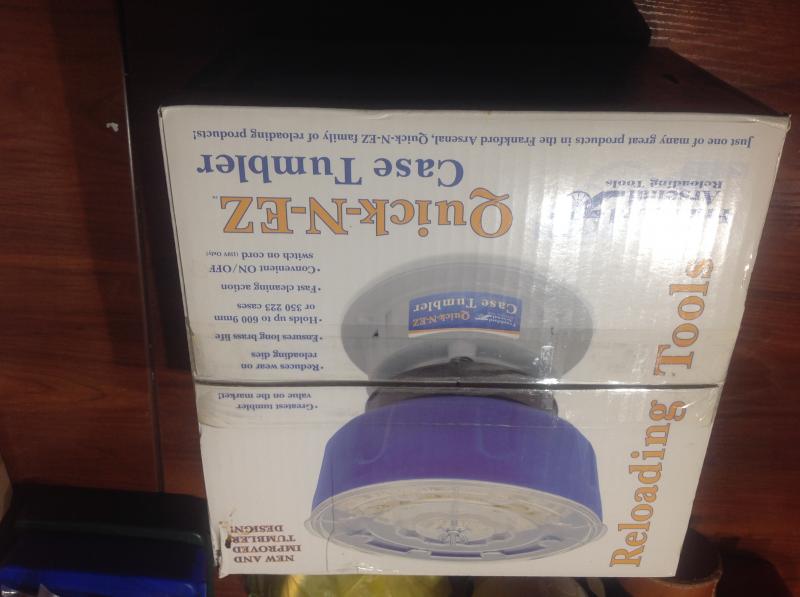 NEW AND
IMPROVED
TUMBLER
DESIGN!
Reloading Tools
•Greatest tumbler
value on the market!
•Reduces wear on
reloading dies
•Ensures long brass life
•Holds up to 600 9mm
or 350 223 cases
•Fast cleaning action
•Convenient ON/OFF
switch on cord (110V Only)
Quick-N-EZ
Case Tumbler
Arsenal
Reloading Tools
Quick-N-EZ™
Case Tumbler
Just one of many great products in the Frankford Arsenal, Quick-N-EZ family of reloading products!